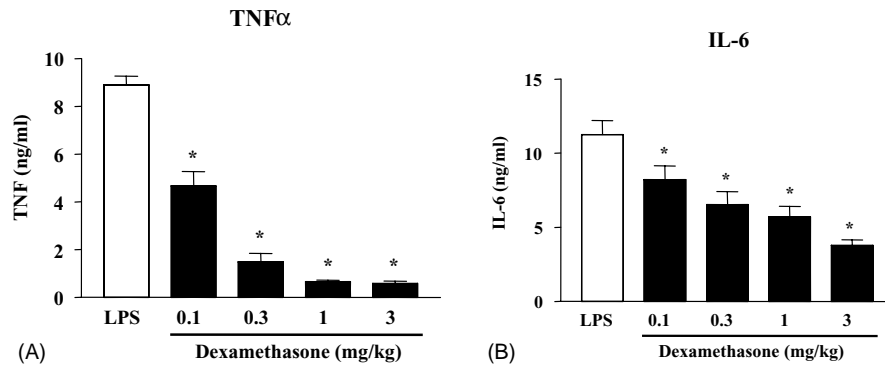 TNFα
10
8
6
4
2
0
TNF (ng/ml)
*
*
*
*
LPS
0.1
0.3
1
3
Dexamethasone (mg/kg)
(A)
IL-6
15
10
5
0
IL-6 (ng/ml)
*
*
*
*
LPS
0.1
0.3
1
3
Dexamethasone (mg/kg)
(B)